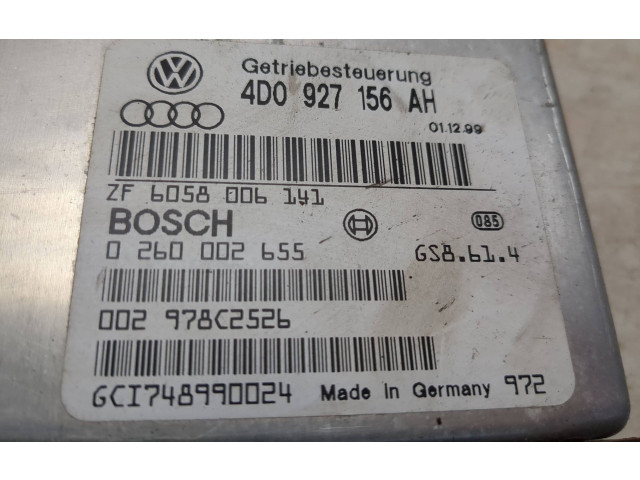 Getriebesteuerung
4D0 927 156 AH
01.12.99
ZF 6058 006 141
BOSCH
085
0 260 002 655 GS8.61.4
002 978C2526
GCI748990024 Made in Germany 972